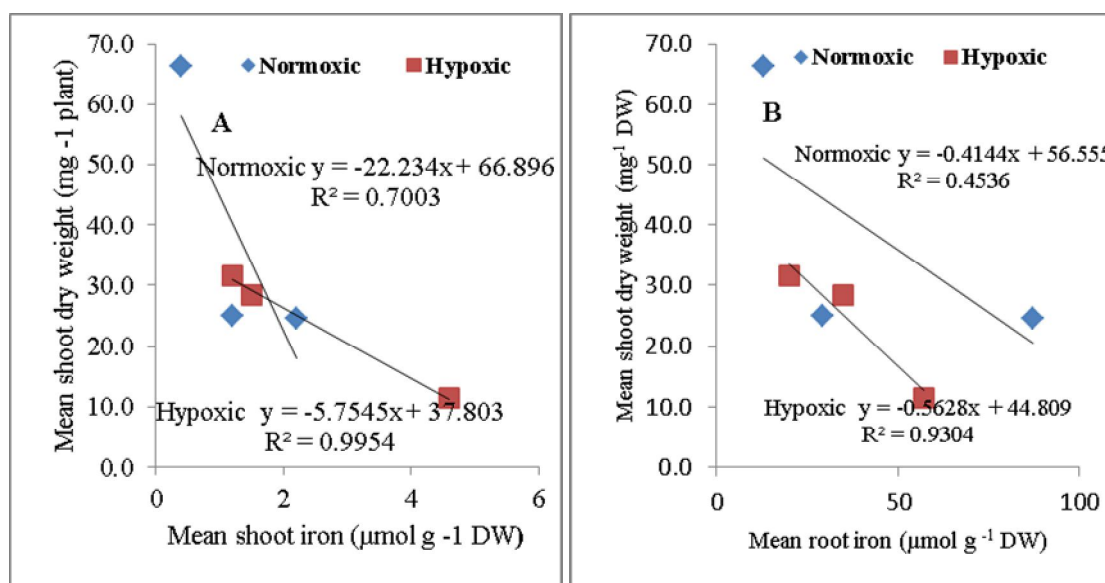 70.0
60.0
50.0
40.0
30.0
20.0
10.0
0.0
Mean shoot dry weight (mg -1 plant)
Normoxic
Hypoxic
A
Normoxic y = -22.234x + 66.896
R² = 0.7003
Hypoxic y = -5.7545x + 37.803
R² = 0.9954
0
2
4
6
Mean shoot iron (µmol g -1 DW)
70.0
60.0
50.0
40.0
30.0
20.0
10.0
0.0
Mean shoot dry weight (mg⁻¹ DW)
Normoxic
Hypoxic
B
Normoxic y = -0.4144x + 56.555
R² = 0.4536
Hypoxic y = -0.5628x + 44.809
R² = 0.9304
0
50
100
Mean root iron (µmol g ⁻¹ DW)